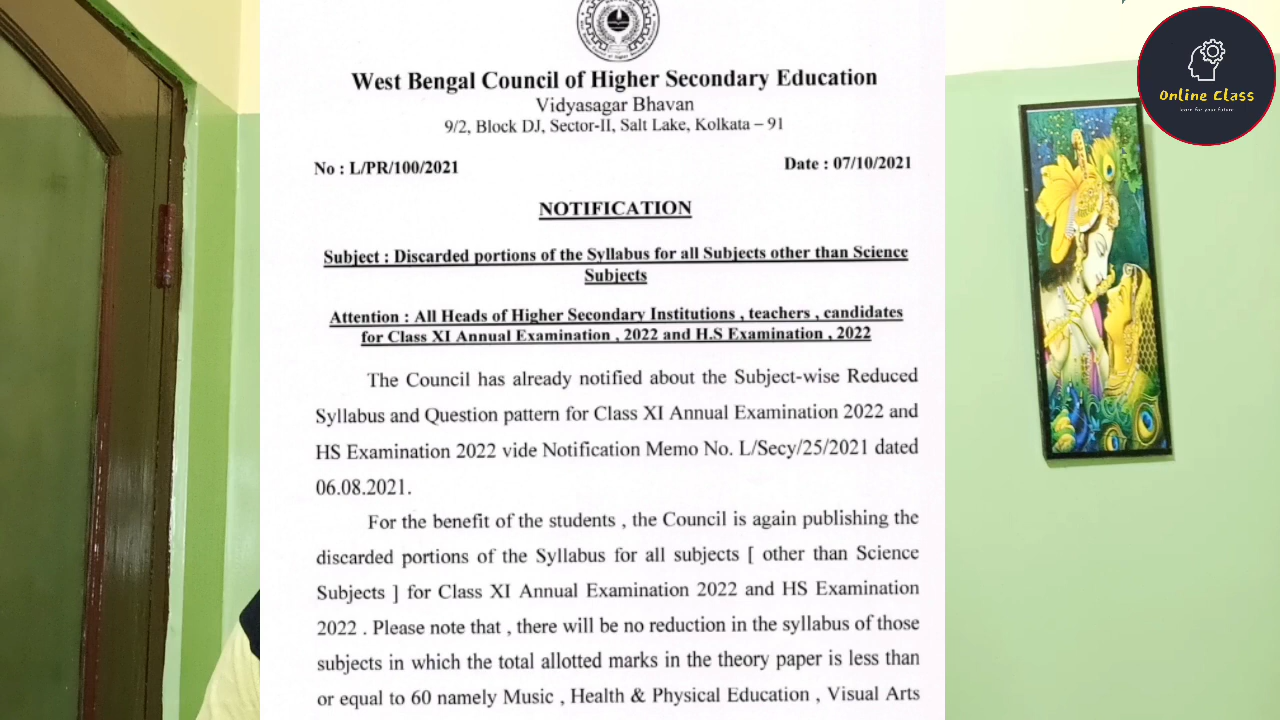 West Bengal Council of Higher Secondary Education
Vidyasagar Bhavan
9/2, Block DJ, Sector-II, Salt Lake, Kolkata – 91
No : L/PR/100/2021
Date : 07/10/2021
NOTIFICATION
Subject : Discarded portions of the Syllabus for all Subjects other than Science
Subjects
Attention : All Heads of Higher Secondary Institutions , teachers , candidates
for Class XI Annual Examination , 2022 and H.S Examination , 2022
The Council has already notified about the Subject-wise Reduced
Syllabus and Question pattern for Class XI Annual Examination 2022 and
HS Examination 2022 vide Notification Memo No. L/Secy/25/2021 dated
06.08.2021.
For the benefit of the students , the Council is again publishing the
discarded portions of the Syllabus for all subjects [ other than Science
Subjects ] for Class XI Annual Examination 2022 and HS Examination
2022 . Please note that , there will be no reduction in the syllabus of those
subjects in which the total allotted marks in the theory paper is less than
or equal to 60 namely Music , Health & Physical Education , Visual Arts
Online Class
learn for your future